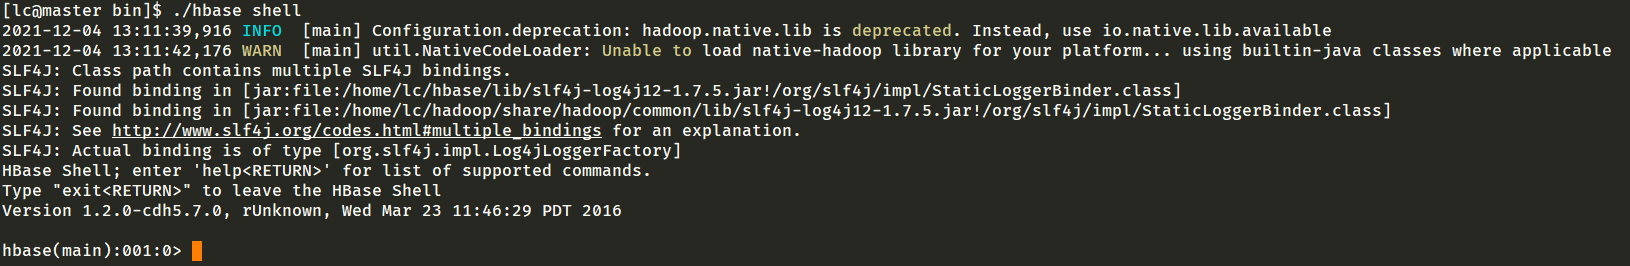 [lc@master bin]$ ./hbase shell
2021-12-04 13:11:39,916 INFO  [main] Configuration.deprecation: hadoop.native.lib is deprecated. Instead, use io.native.lib.available
2021-12-04 13:11:42,176 WARN  [main] util.NativeCodeLoader: Unable to load native-hadoop library for your platform... using builtin-java classes where applicable
SLF4J: Class path contains multiple SLF4J bindings.
SLF4J: Found binding in [jar:file:/home/lc/hbase/lib/slf4j-log4j12-1.7.5.jar!/org/slf4j/impl/StaticLoggerBinder.class]
SLF4J: Found binding in [jar:file:/home/lc/hadoop/share/hadoop/common/lib/slf4j-log4j12-1.7.5.jar!/org/slf4j/impl/StaticLoggerBinder.class]
SLF4J: See http://www.slf4j.org/codes.html#multiple_bindings for an explanation.
SLF4J: Actual binding is of type [org.slf4j.impl.Log4jLoggerFactory]
HBase Shell; enter 'help<RETURN>' for list of supported commands.
Type "exit<RETURN>" to leave the HBase Shell
Version 1.2.0-cdh5.7.0, rUnknown, Wed Mar 23 11:46:29 PDT 2016
hbase(main):001:0>